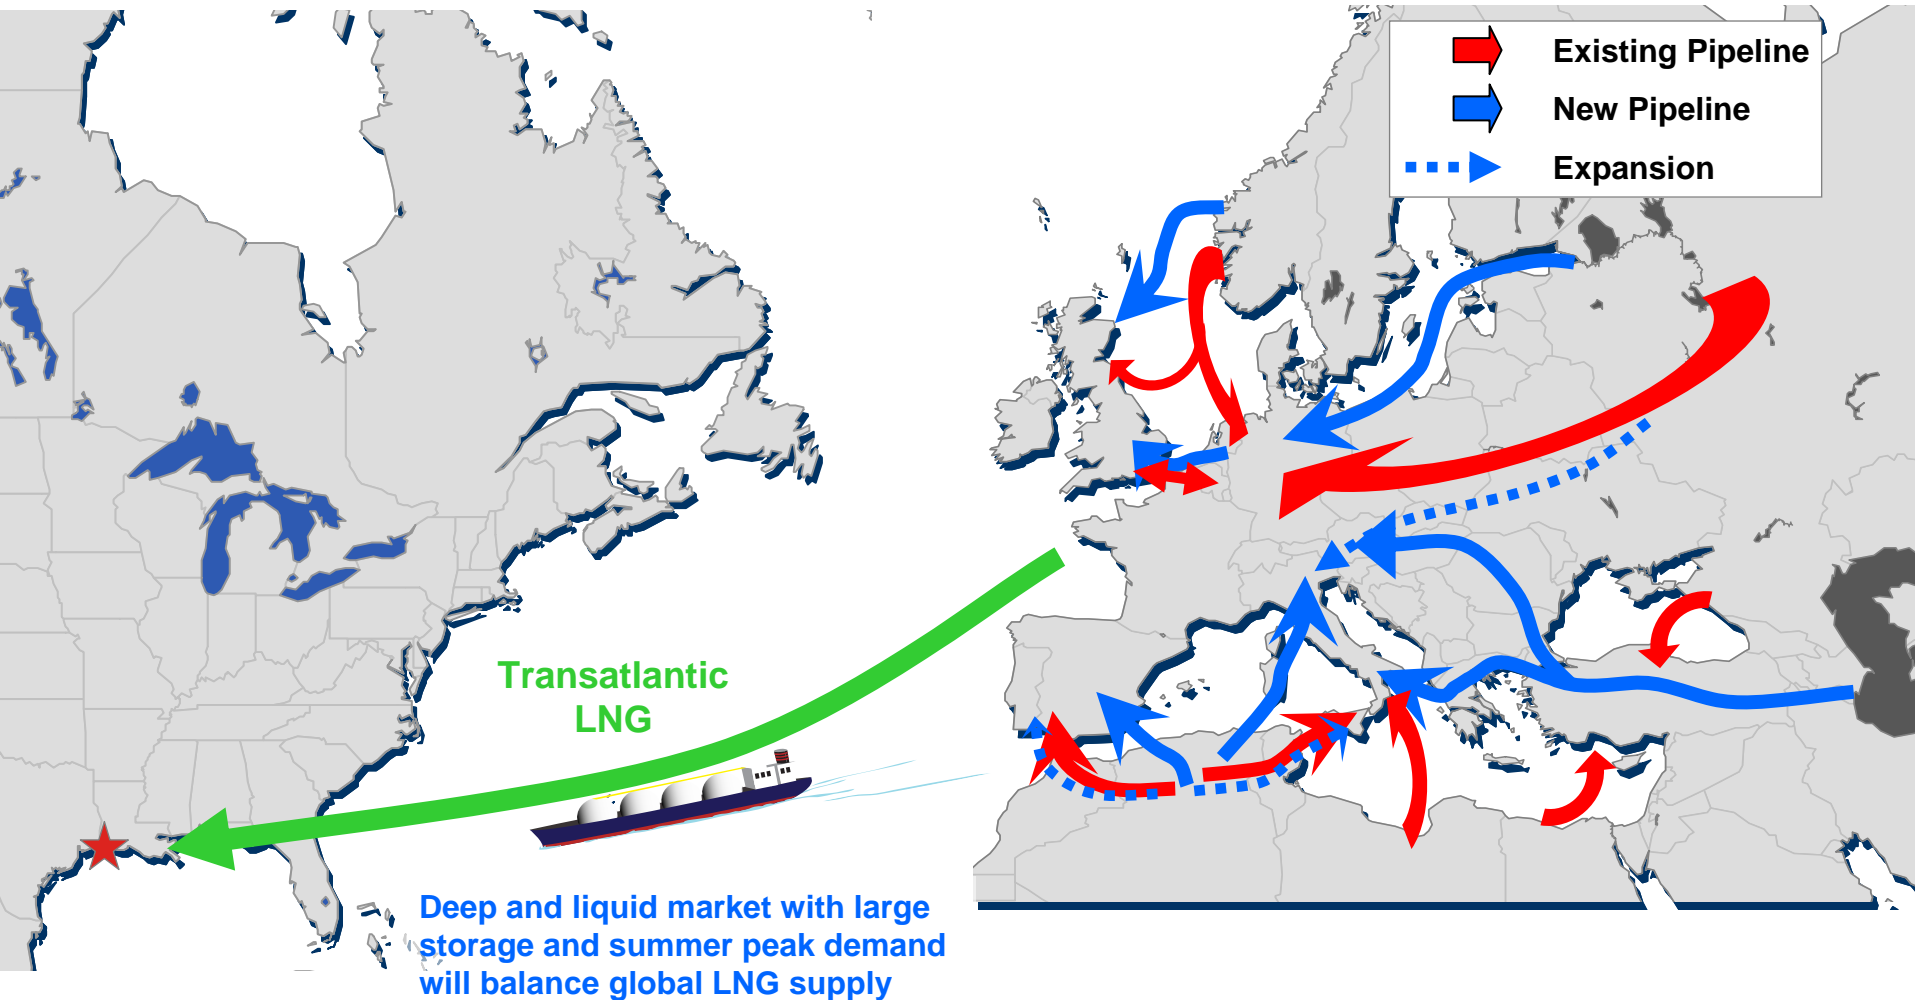 Existing Pipeline
New Pipeline
Expansion
Transatlantic
LNG
Deep and liquid market with large
storage and summer peak demand
will balance global LNG supply